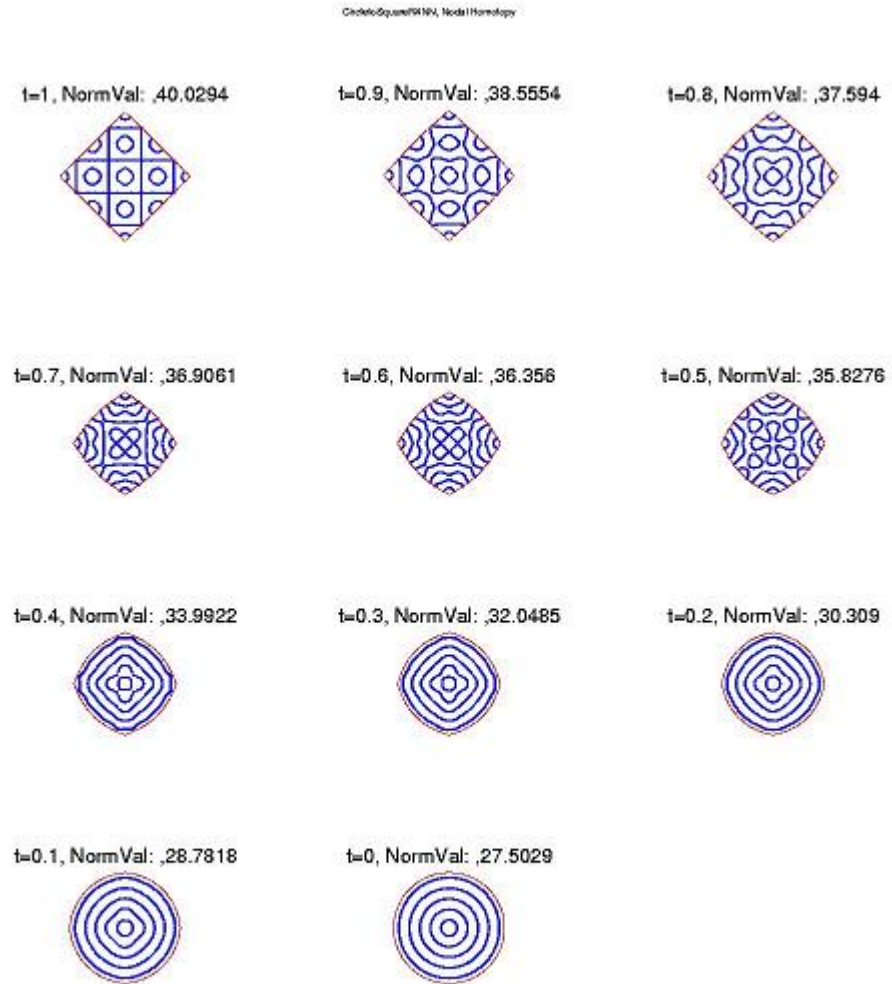 Nodal Homotopy
t=1, NormVal: ,40.0294
t=0.9, NormVal: ,38.5554
t=0.8, NormVal: ,37.594
t=0.7, NormVal: ,36.9061
t=0.6, NormVal: ,36.356
t=0.5, NormVal: ,35.8276
t=0.4, NormVal: ,33.9922
t=0.3, NormVal: ,32.0485
t=0.2, NormVal: ,30.309
t=0.1, NormVal: ,28.7818
t=0, NormVal: ,27.5029